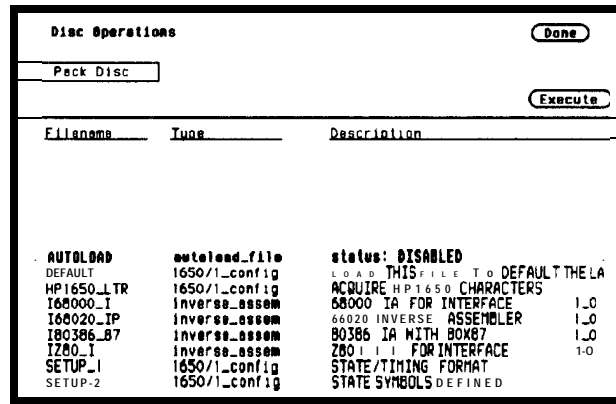 Disc Operations
Done
Pack Disc
Execute
Filename Type Description
AUTOLOAD autoload_file status: DISABLED
DEFAULT 1650/1_config LOAD THIS FILE To DEFAULT THE LA
HP1650_LTR 1650/1_config ACQUIRE HP1650 CHARACTERS
I68000_I inverse_assem 68000 IA FOR INTERFACE 1_0
I68020_IP inverse_assem 66020 INVERSE ASSEMBLER 1_0
I80386_87 inverse_assem 80386 IA WITH 80X87 1_0
IZ80_I inverse_assem Z80 I I I FOR INTERFACE 1-0
SETUP_1 1650/1_config STATE/TIMING FORMAT
SETUP-2 1650/1_config STATE SYMBOLS DEFINED